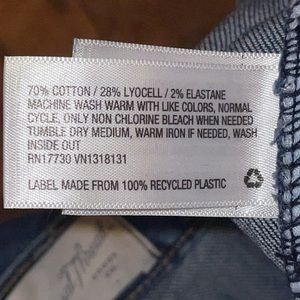 70% COTTON / 28% LYOCELL / 2% ELASTANE
MACHINE WASH WARM WITH LIKE COLORS, NORMAL
CYCLE, ONLY NON CHLORINE BLEACH WHEN NEEDED
TUMBLE DRY MEDIUM, WARM IRON IF NEEDED, WASH
INSIDE OUT
RN17730 VN1318131
LABEL MADE FROM 100% RECYCLED PLASTIC